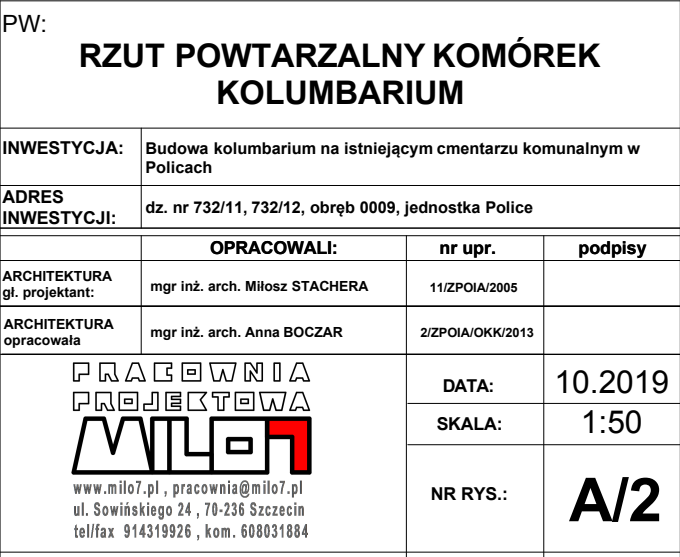 PW:
RZUT POWTARZALNY KOMÓREK
KOLUMBARIUM
INWESTYCJA:
Budowa kolumbarium na istniejącym cmentarzu komunalnym w
Policach
ADRES
INWESTYCJI:
dz. nr 732/11, 732/12, obręb 0009, jednostka Police
OPRACOWALI: nr upr. podpisy
ARCHITEKTURA
gł. projektant:
mgr inż. arch. Miłosz STACHERA 11/ZPOIA/2005
ARCHITEKTURA
opracowała
mgr inż. arch. Anna BOCZAR 2/ZPOIA/OKK/2013
PRACOWNIA
PROJEKTOWA
MILO7
www.milo7.pl , pracownia@milo7.pl
ul. Sowińskiego 24 , 70-236 Szczecin
tel/fax 914319926 , kom. 608031884
DATA: 10.2019
SKALA: 1:50
NR RYS.: A/2